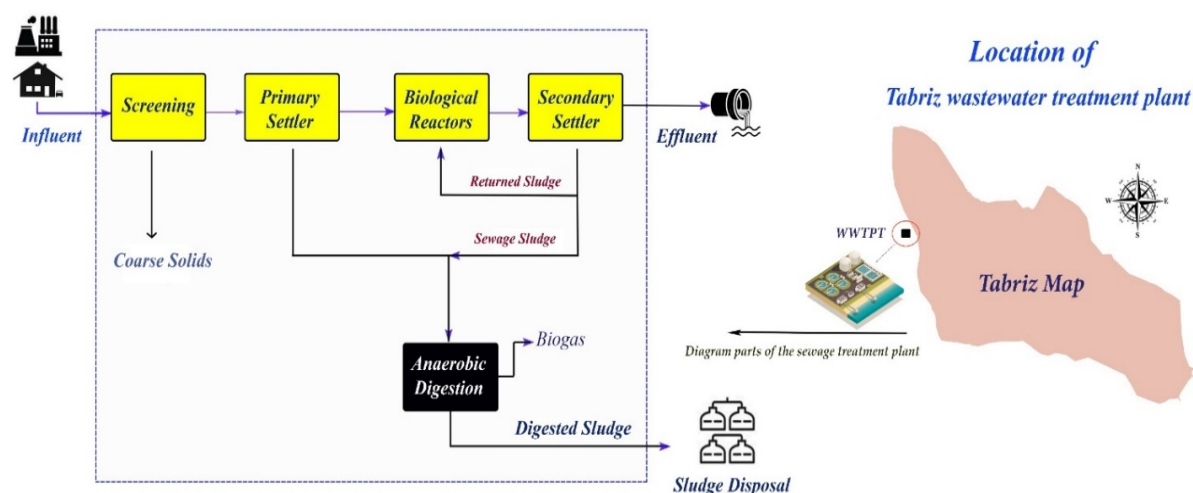 Influent
Screening
Primary
Settler
Biological
Reactors
Secondary
Settler
Effluent
Returned Sludge
Sewage Sludge
Coarse Solids
Biogas
Anaerobic
Digestion
Digested Sludge
Sludge Disposal
Location of
Tabriz wastewater treatment plant
N
W
E
S
WWTPT
Tabriz Map
Diagram parts of the sewage treatment plant